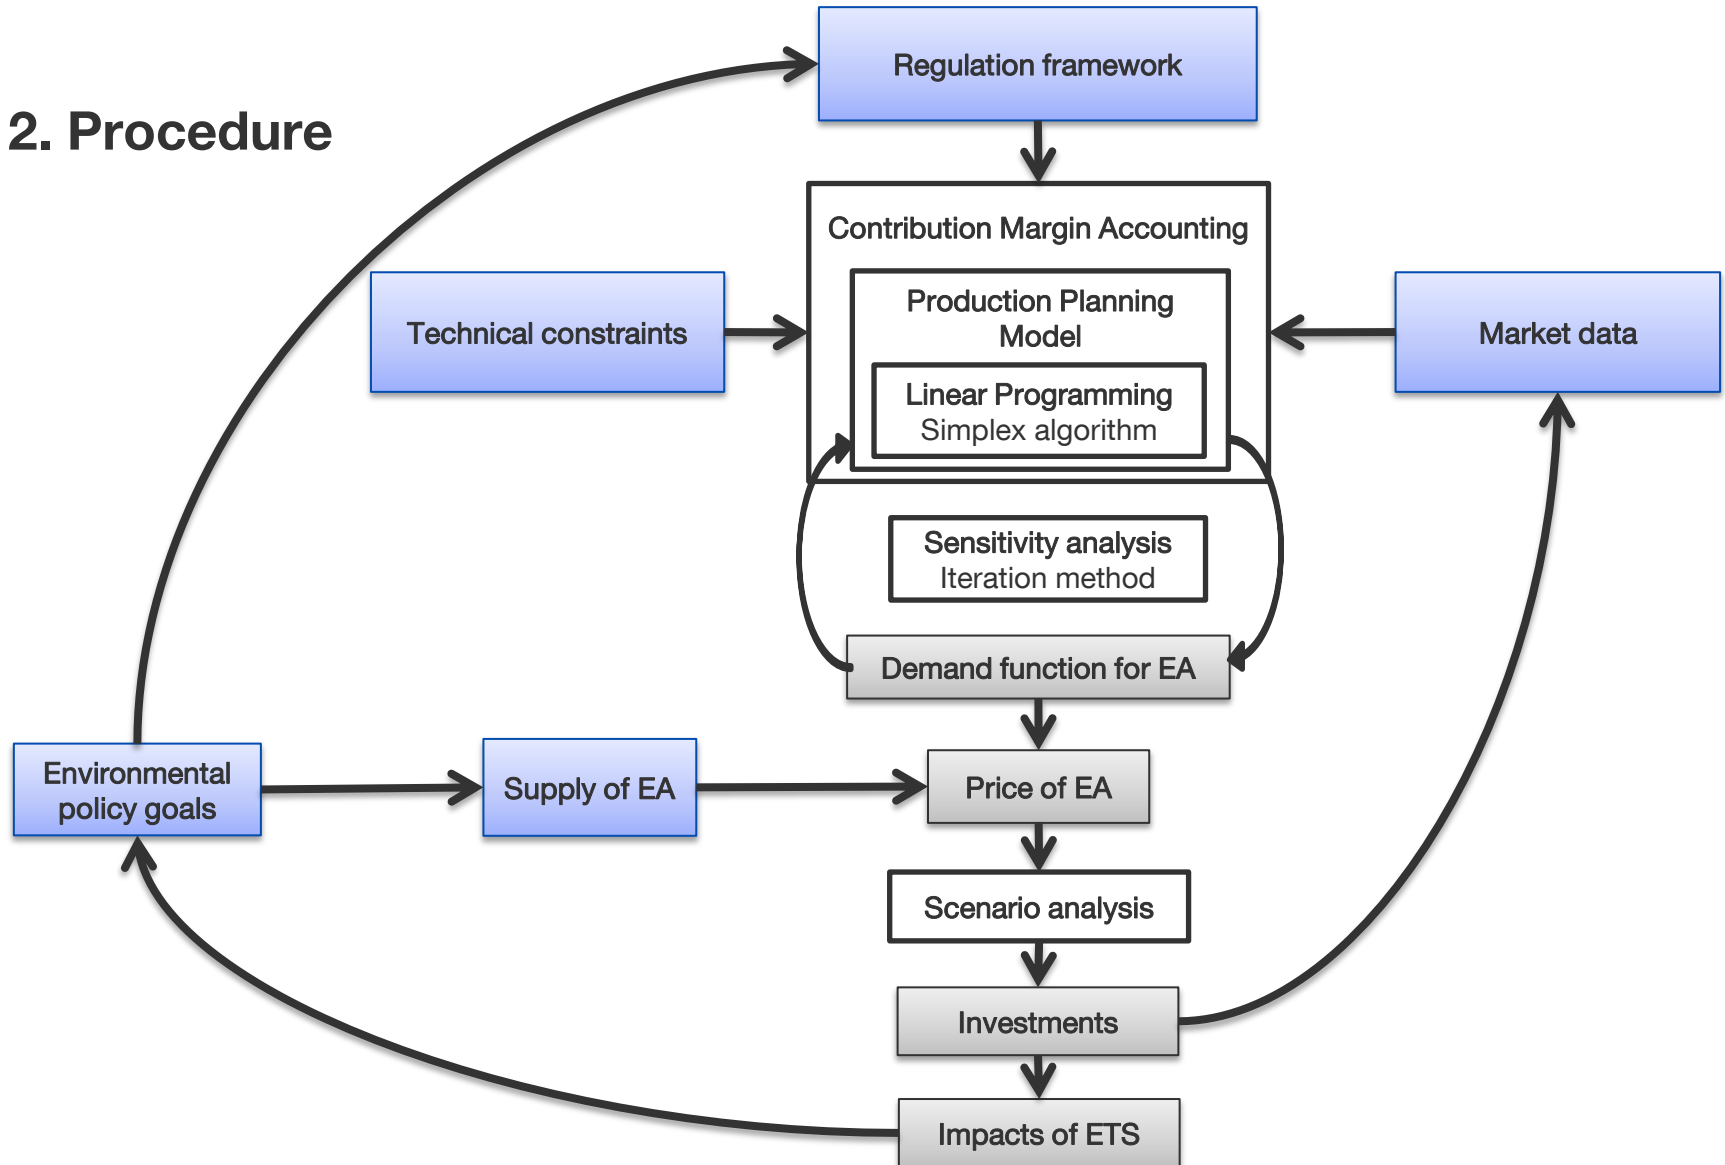 Regulation framework
2. Procedure
Contribution Margin Accounting
Technical constraints
Production Planning
Model
Market data
Linear Programming
Simplex algorithm
Sensitivity analysis
Iteration method
Demand function for EA
Environmental
policy goals
Supply of EA
Price of EA
Scenario analysis
Investments
Impacts of ETS